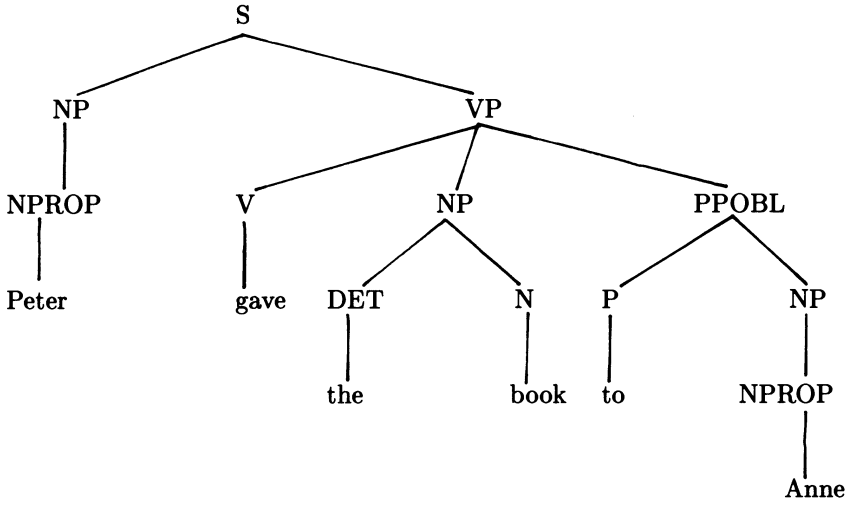 S
NP VP
NPROP V NP PPOBL
Peter gave DET N P NP
the book to NPROP
Anne